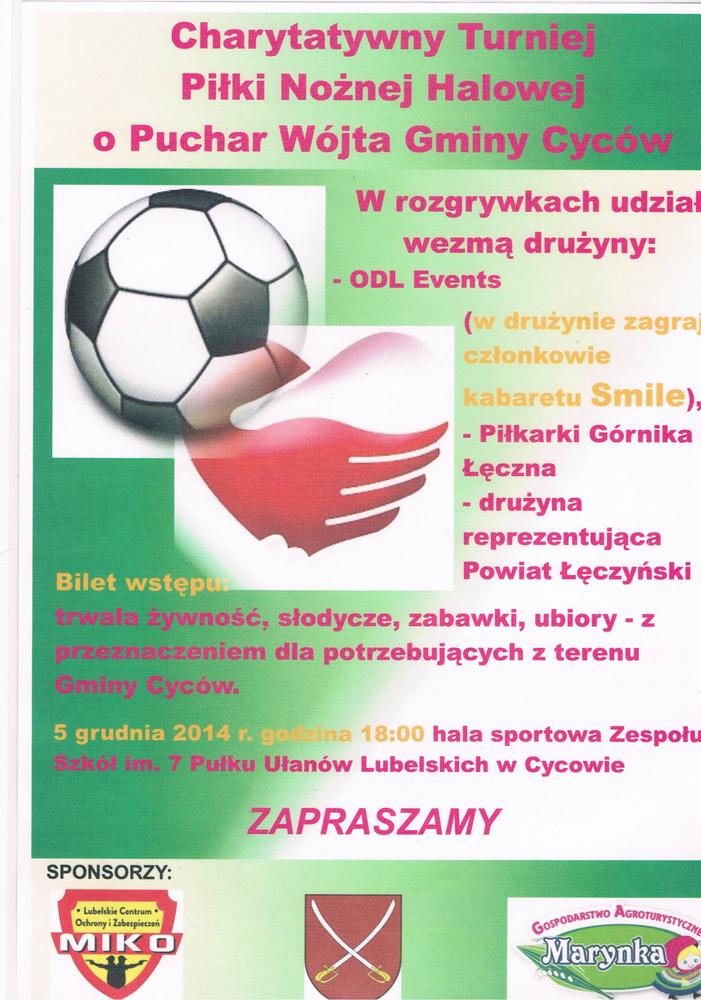 Charytatywny Turniej
Piłki Nożnej Halowej
o Puchar Wójta Gminy Cyców
W rozgrywkach udział
wezmą drużyny:
- ODL Events
(w drużynie zagraj
członkowie
kabaretu Smile),
- Piłkarki Górnika
Łęczna
- drużyna
reprezentująca
Powiat Łęczyński
Bilet wstępu:
trwała żywność, słodycze, zabawki, ubiory - z
przeznaczeniem dla potrzebujących z terenu
Gminy Cyców.
5 grudnia 2014 r. godzina 18:00 hala sportowa Zespołu
Szkół im. 7 Pułku Ułanów Lubelskich w Cycowie
ZAPRASZAMY
SPONSORZY:
• Lubelskie Centrum •
Ochrony i Zabezpieczeń
MIKO
GOSPODARSTWO AGROTURYSTYCZNE
Marynka